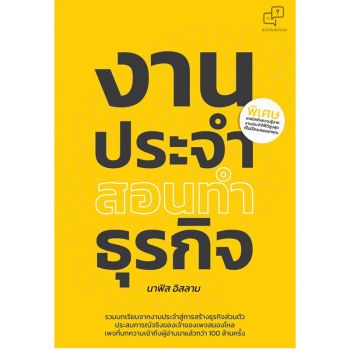 งาน
ประจำ
สอนทำ
ธุรกิจ
พิเศษ
นาฟิส อิสลาม
รวมบทเรียนจากงานประจำสู่การสร้างธุรกิจส่วนตัว
ประสบการณ์จริงของเจ้าของเพจสมองไหล
เพจที่บทความเข้าถึงผู้อ่านมาแล้วกว่า 100 ล้านครั้ง